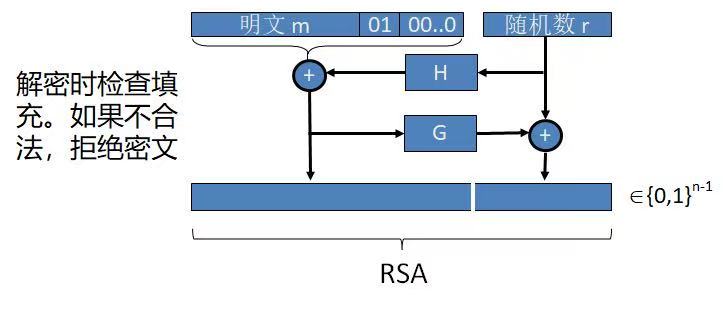 明文 m 01 00..0 随机数 r
解密时检查填
充。如果不合
法，拒绝密文
+ H
G +
∈{0,1}n-1
RSA